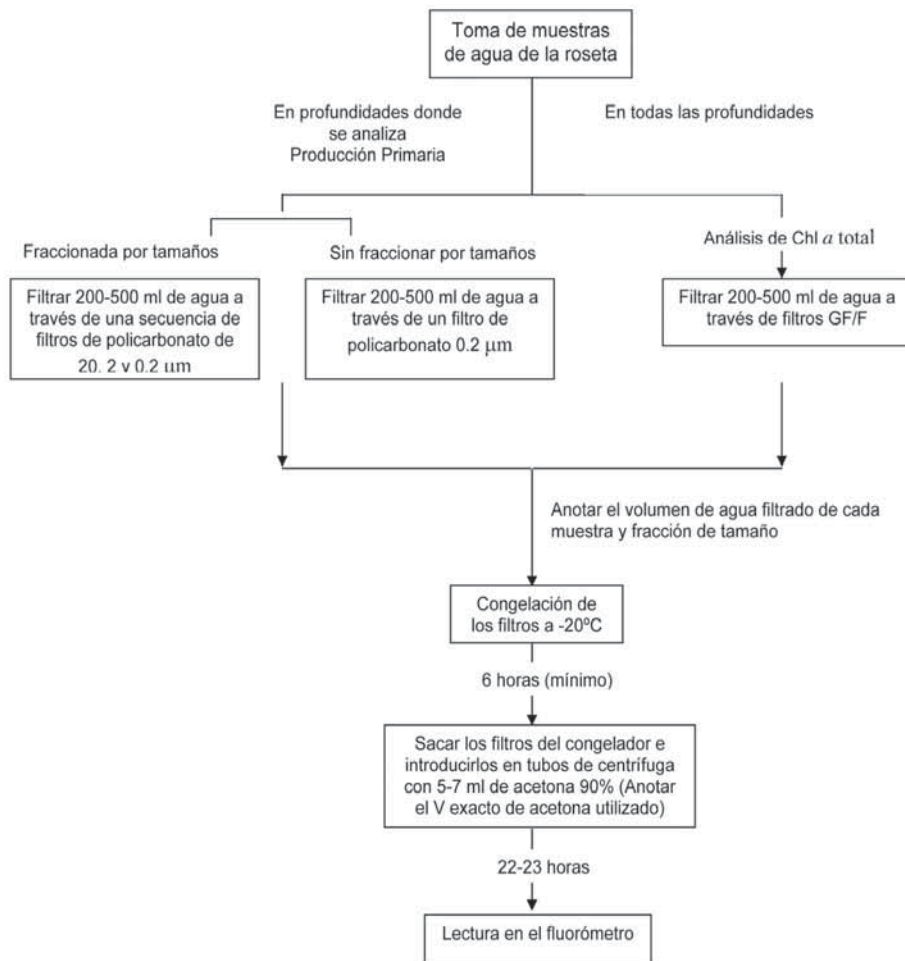 Toma de muestras
de agua de la roseta
En profundidades donde
se analiza
Producción Primaria
En todas las profundidades
Fraccionada por tamaños
Sin fraccionar por tamaños
Análisis de Chl a total
Filtrar 200-500 ml de agua a
través de una secuencia de
filtros de policarbonato de
20, 2 y 0.2 µm
Filtrar 200-500 ml de agua a
través de un filtro de
policarbonato 0.2 µm
Filtrar 200-500 ml de agua a
través de filtros GF/F
Anotar el volumen de agua filtrado de cada
muestra y fracción de tamaño
Congelación de
los filtros a -20ºC
6 horas (mínimo)
Sacar los filtros del congelador e
introducirlos en tubos de centrífuga
con 5-7 ml de acetona 90% (Anotar
el V exacto de acetona utilizado)
22-23 horas
Lectura en el fluorómetro